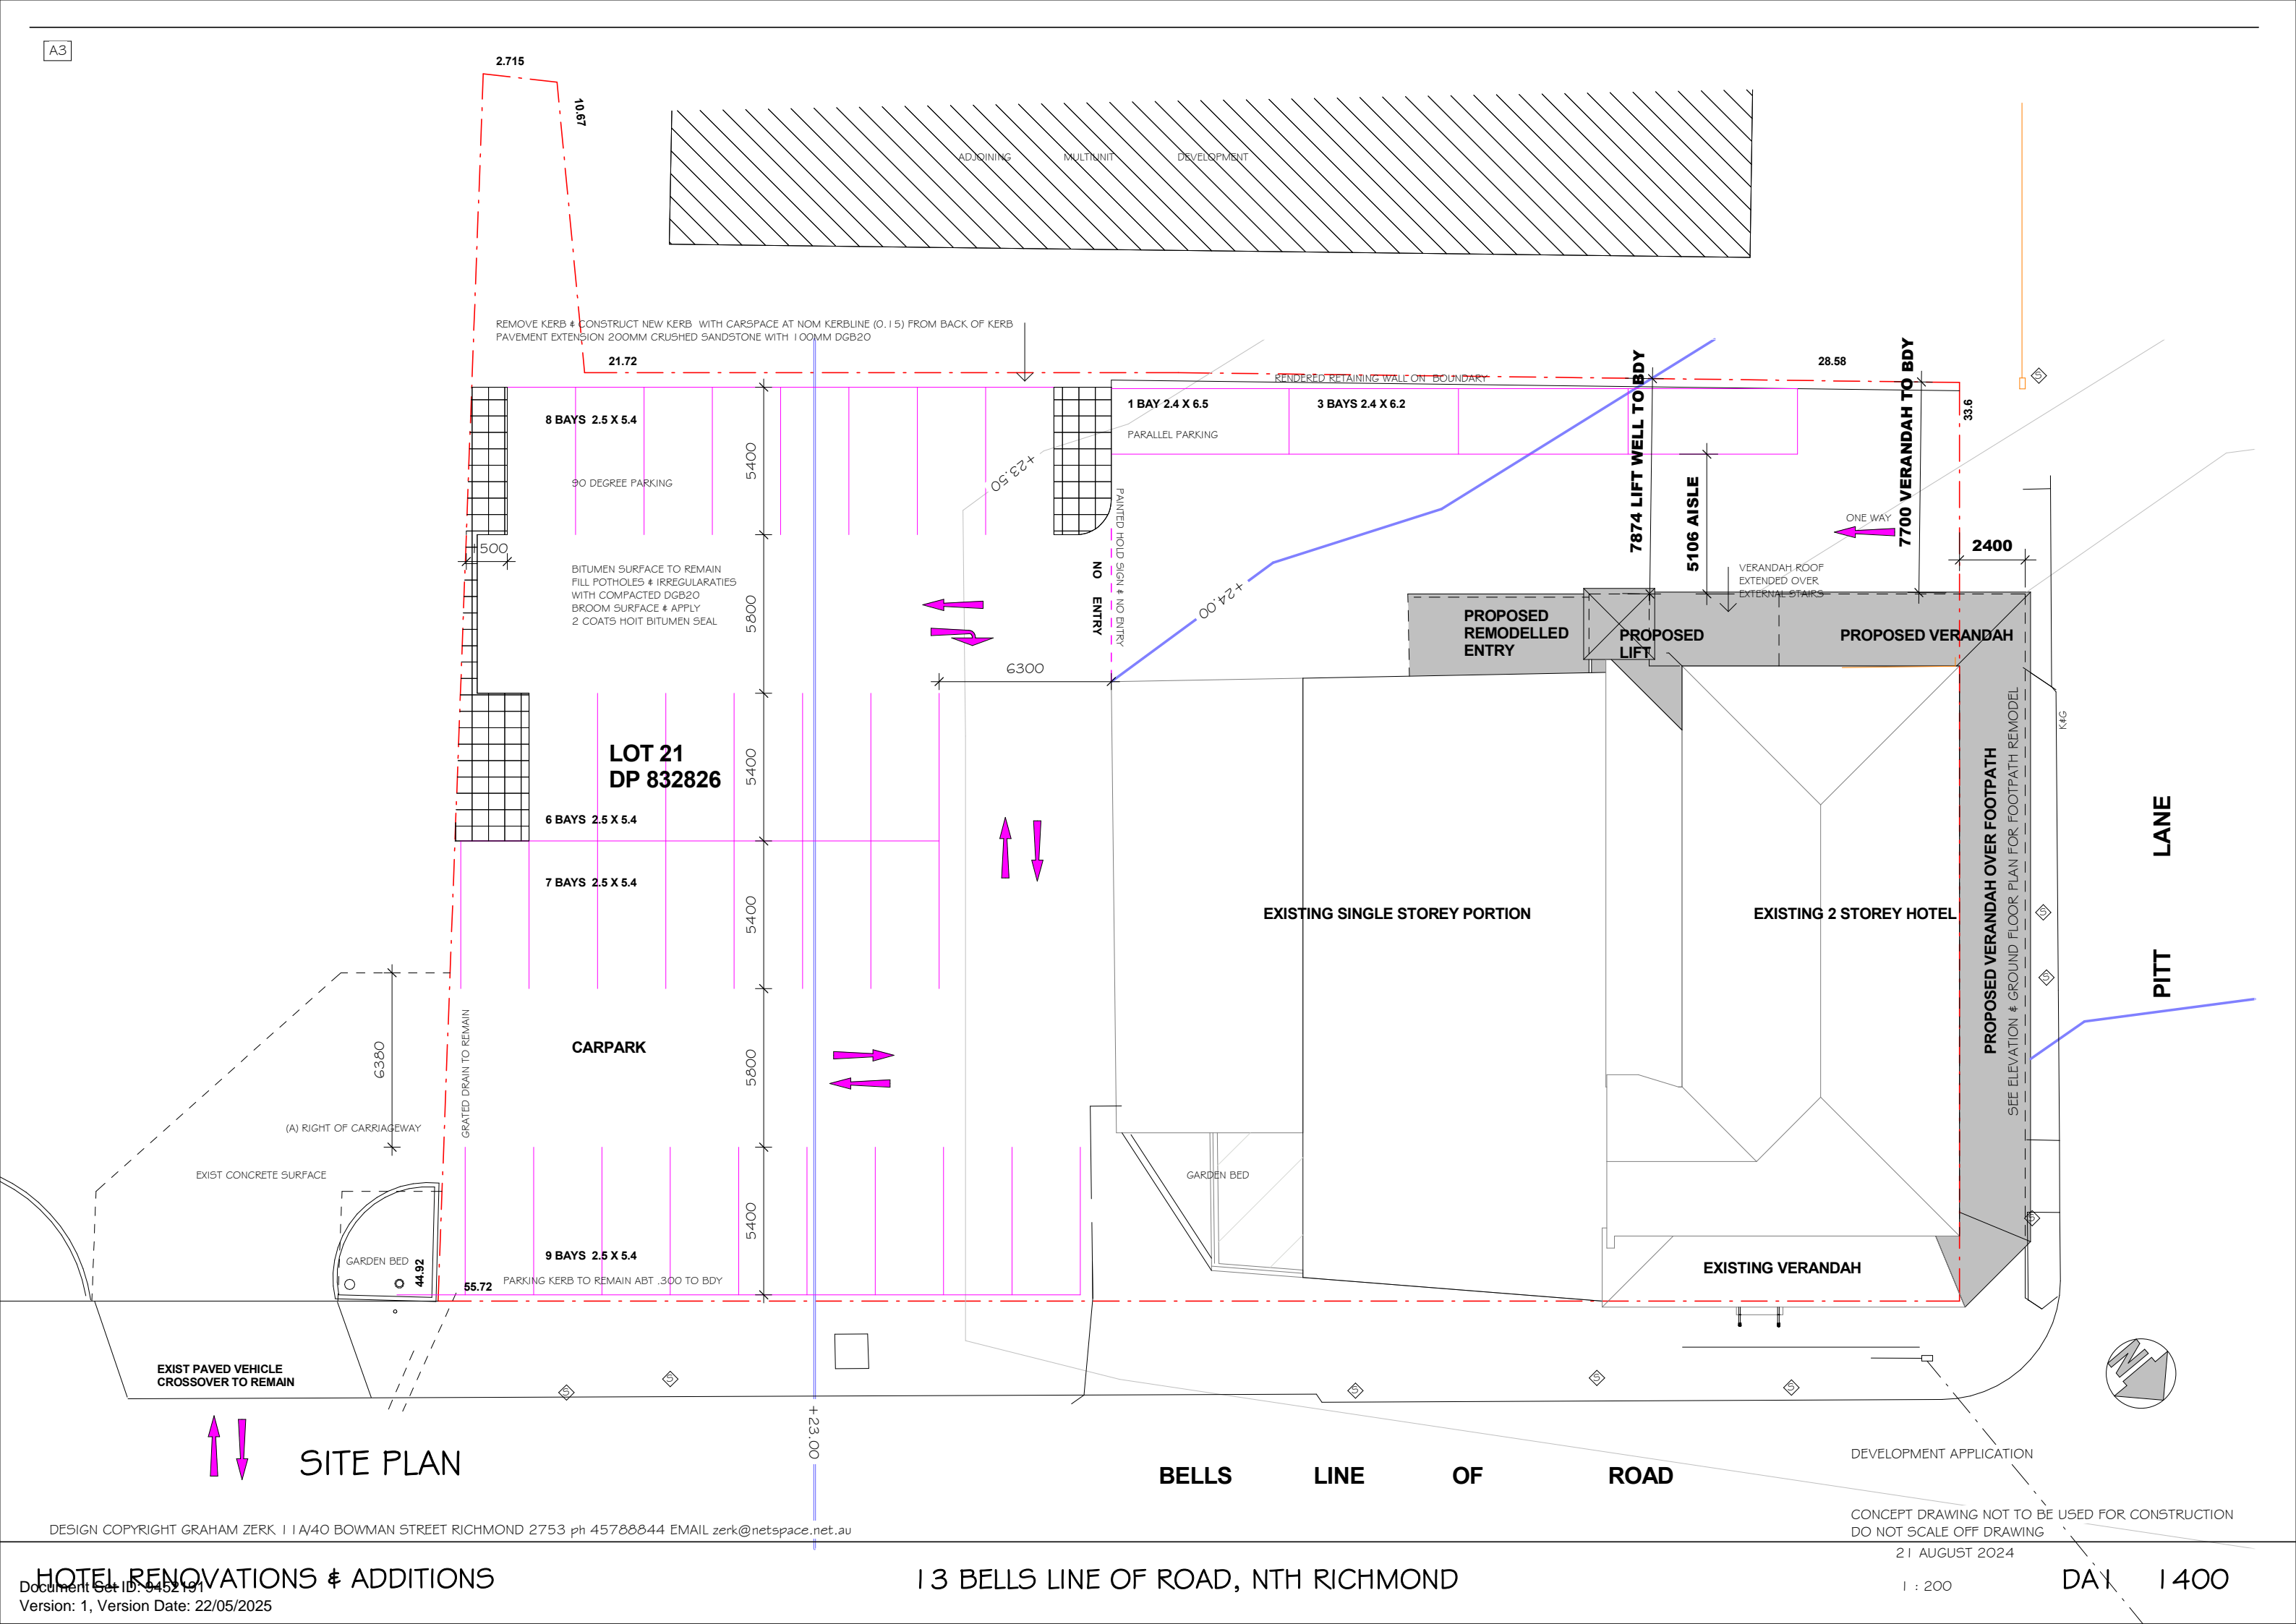 A3
2.715
10.67
ADJOINING MULTIUNIT DEVELOPMENT
REMOVE KERB & CONSTRUCT NEW KERB WITH CARSPACE AT NOM KERBLINE (0.15) FROM BACK OF KERB
PAVEMENT EXTENSION 200MM CRUSHED SANDSTONE WITH 100MM DGB20
21.72
28.58
RENDERED RETAINING WALL ON BOUNDARY
33.6
8 BAYS 2.5 X 5.4
1 BAY 2.4 X 6.5
3 BAYS 2.4 X 6.2
PARALLEL PARKING
90 DEGREE PARKING
5400
+23.50
7874 LIFT WELL TO BDY
5106 AISLE
7700 VERANDAH TO BDY
ONE WAY
2400
1500
BITUMEN SURFACE TO REMAIN
FILL POTHOLES & IRREGULARATIES
WITH COMPACTED DGB20
BROOM SURFACE & APPLY
2 COATS HOIT BITUMEN SEAL
5800
NO ENTRY
PAINTED HOLD SIGN & NO ENTRY
+24.00
VERANDAH ROOF
EXTENDED OVER
EXTERNAL STAIRS
PROPOSED
REMODELLED
ENTRY
PROPOSED
LIFT
PROPOSED VERANDAH
6300
K&G
LOT 21
DP 832826
5400
6 BAYS 2.5 X 5.4
7 BAYS 2.5 X 5.4
5400
EXISTING SINGLE STOREY PORTION
EXISTING 2 STOREY HOTEL
PROPOSED VERANDAH OVER FOOTPATH
SEE ELEVATION & GROUND FLOOR PLAN FOR FOOTPATH REMODEL
PITT LANE
CARPARK
5800
6380
GRATED DRAIN TO REMAIN
(A) RIGHT OF CARRIAGEWAY
EXIST CONCRETE SURFACE
GARDEN BED
GARDEN BED
44.92
5400
9 BAYS 2.5 X 5.4
55.72
PARKING KERB TO REMAIN ABT .300 TO BDY
EXISTING VERANDAH
S
S
S
S
S
S
S
S
S
EXIST PAVED VEHICLE
CROSSOVER TO REMAIN
+23.00
N
SITE PLAN
BELLS LINE OF ROAD
DEVELOPMENT APPLICATION
CONCEPT DRAWING NOT TO BE USED FOR CONSTRUCTION
DO NOT SCALE OFF DRAWING
DESIGN COPYRIGHT GRAHAM ZERK 11A/40 BOWMAN STREET RICHMOND 2753 ph 45788844 EMAIL zerk@netspace.net.au
21 AUGUST 2024
HOTEL RENOVATIONS & ADDITIONS
13 BELLS LINE OF ROAD, NTH RICHMOND
1 : 200
DA1 1400
Document Set ID: 9452191
Version: 1, Version Date: 22/05/2025